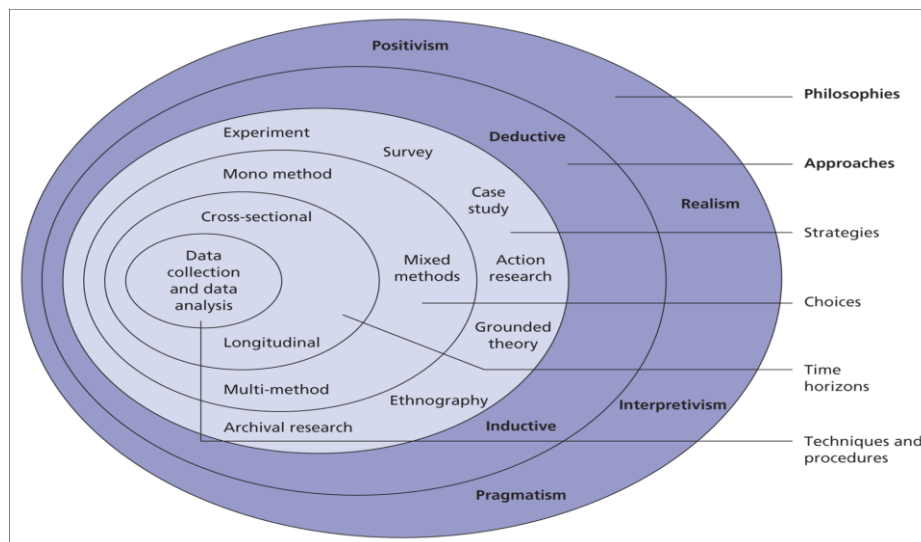 Positivism
Philosophies
Experiment
Deductive
Survey
Approaches
Mono method
Case
study
Realism
Cross-sectional
Strategies
Data
collection
and data
analysis
Mixed
methods
Action
research
Choices
Longitudinal
Grounded
theory
Time
horizons
Multi-method
Ethnography
Interpretivism
Archival research
Inductive
Techniques and
procedures
Pragmatism